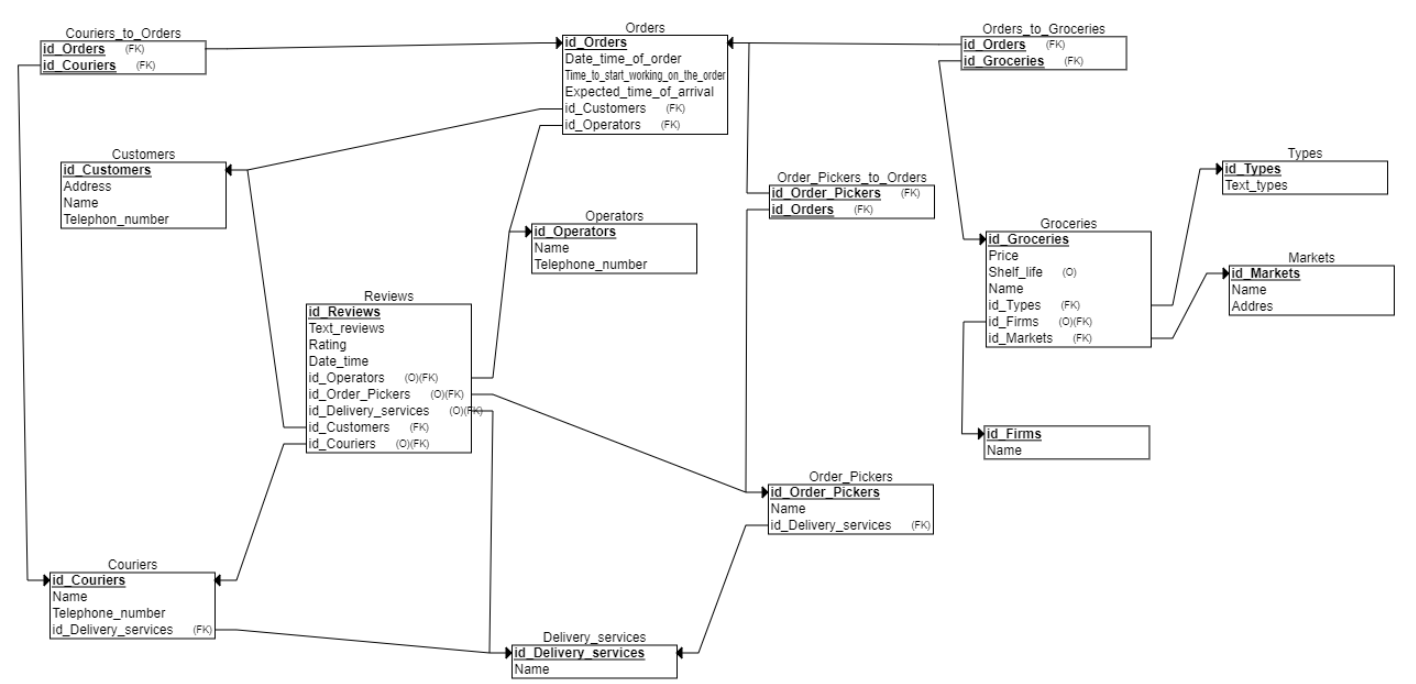 Couriers_to_Orders
id_Orders (FK)
id_Couriers (FK)
Orders
id_Orders
Date_time_of_order
Time_to_start_working_on_the_order
Expected_time_of_arrival
id_Customers (FK)
id_Operators (FK)
Orders_to_Groceries
id_Orders (FK)
id_Groceries (FK)
Customers
id_Customers
Address
Name
Telephon_number
Order_Pickers_to_Orders
id_Order_Pickers (FK)
id_Orders (FK)
Types
id_Types
Text_types
Operators
id_Operators
Name
Telephone_number
Groceries
id_Groceries
Price
Shelf_life (O)
Name
id_Types (FK)
id_Firms (O)(FK)
id_Markets (FK)
Markets
id_Markets
Name
Addres
Reviews
id_Reviews
Text_reviews
Rating
Date_time
id_Operators (O)(FK)
id_Order_Pickers (O)(FK)
id_Delivery_services (O)(FK)
id_Customers (FK)
id_Couriers (O)(FK)
id_Firms
Name
Order_Pickers
id_Order_Pickers
Name
id_Delivery_services (FK)
Couriers
id_Couriers
Name
Telephone_number
id_Delivery_services (FK)
Delivery_services
id_Delivery_services
Name